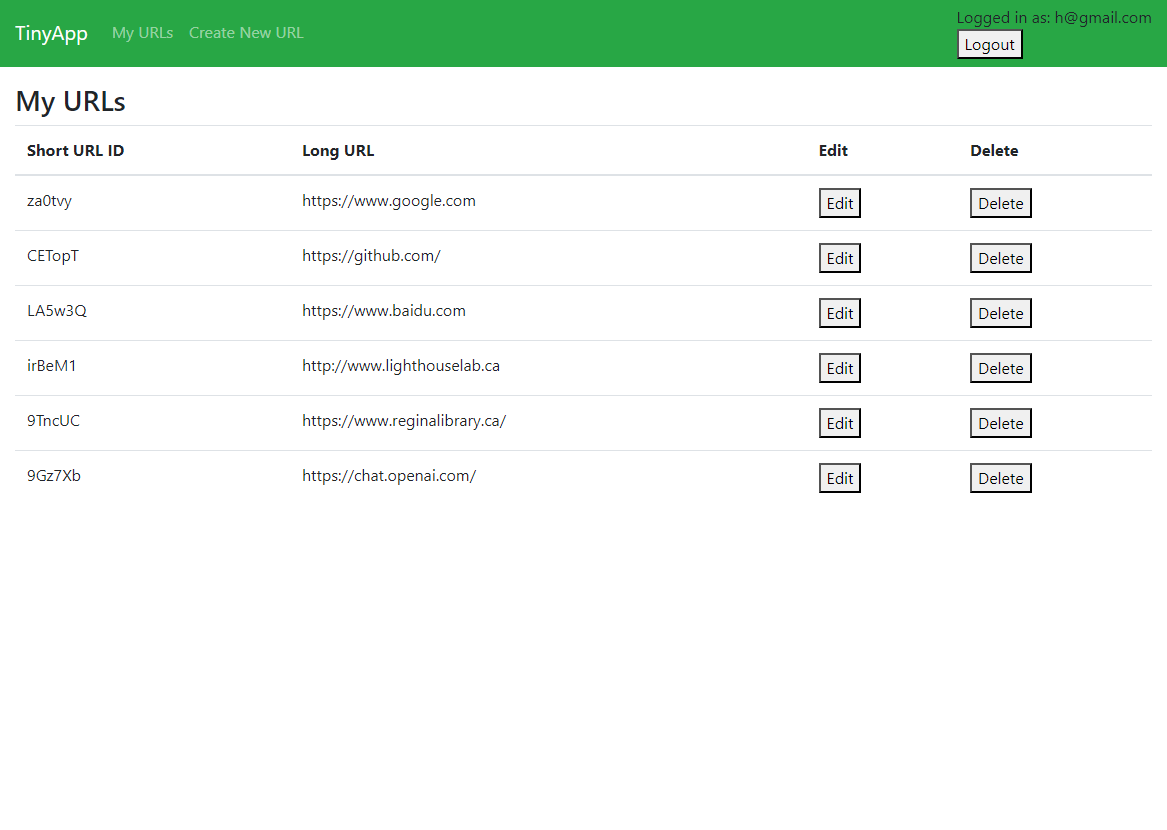 TinyApp My URLs Create New URL Logged in as: h@gmail.com
Logout
My URLs
Short URL ID Long URL Edit Delete
za0tvy https://www.google.com Edit Delete
CETopT https://github.com/ Edit Delete
LA5w3Q https://www.baidu.com Edit Delete
irBeM1 http://www.lighthouselab.ca Edit Delete
9TncUC https://www.reginalibrary.ca/ Edit Delete
9Gz7Xb https://chat.openai.com/ Edit Delete